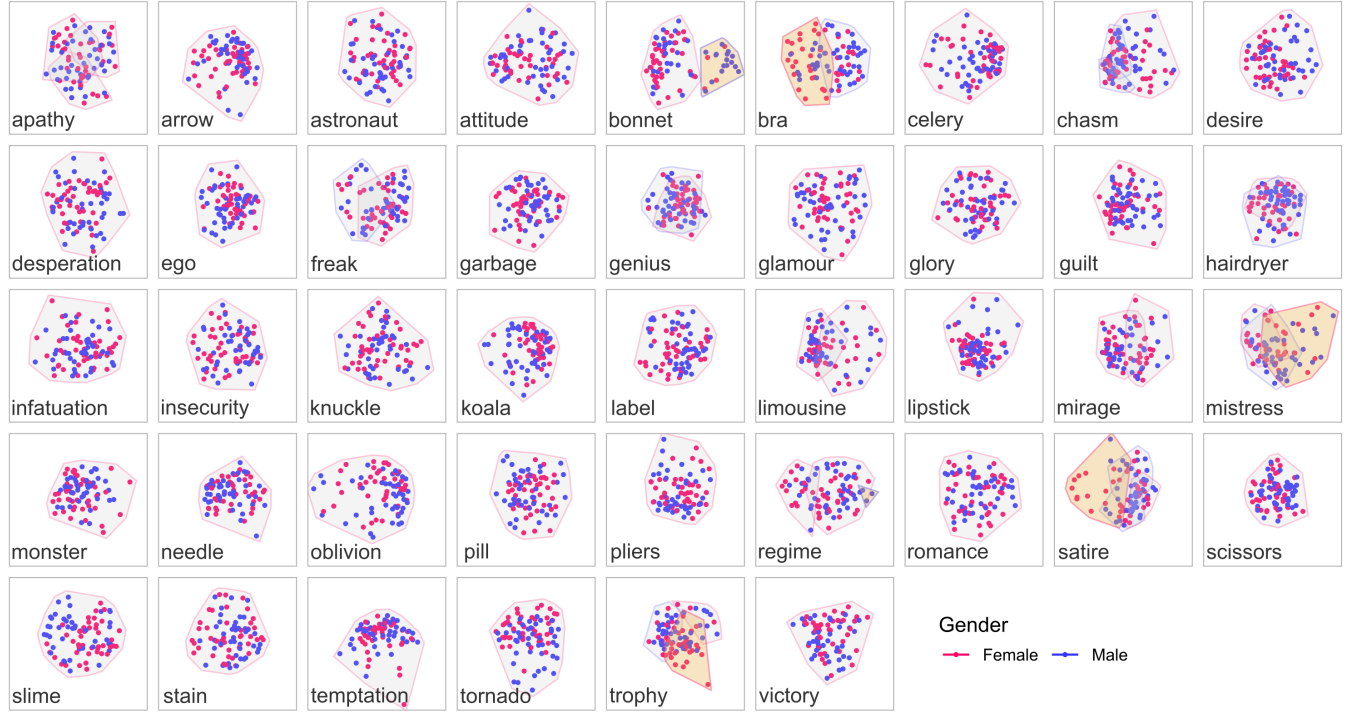 apathy
arrow
astronaut
attitude
bonnet
bra
celery
chasm
desire
desperation
ego
freak
garbage
genius
glamour
glory
guilt
hairdryer
infatuation
insecurity
knuckle
koala
label
limousine
lipstick
mirage
mistress
monster
needle
oblivion
pill
pliers
regime
romance
satire
scissors
slime
stain
temptation
tornado
trophy
victory
Gender
Female
Male